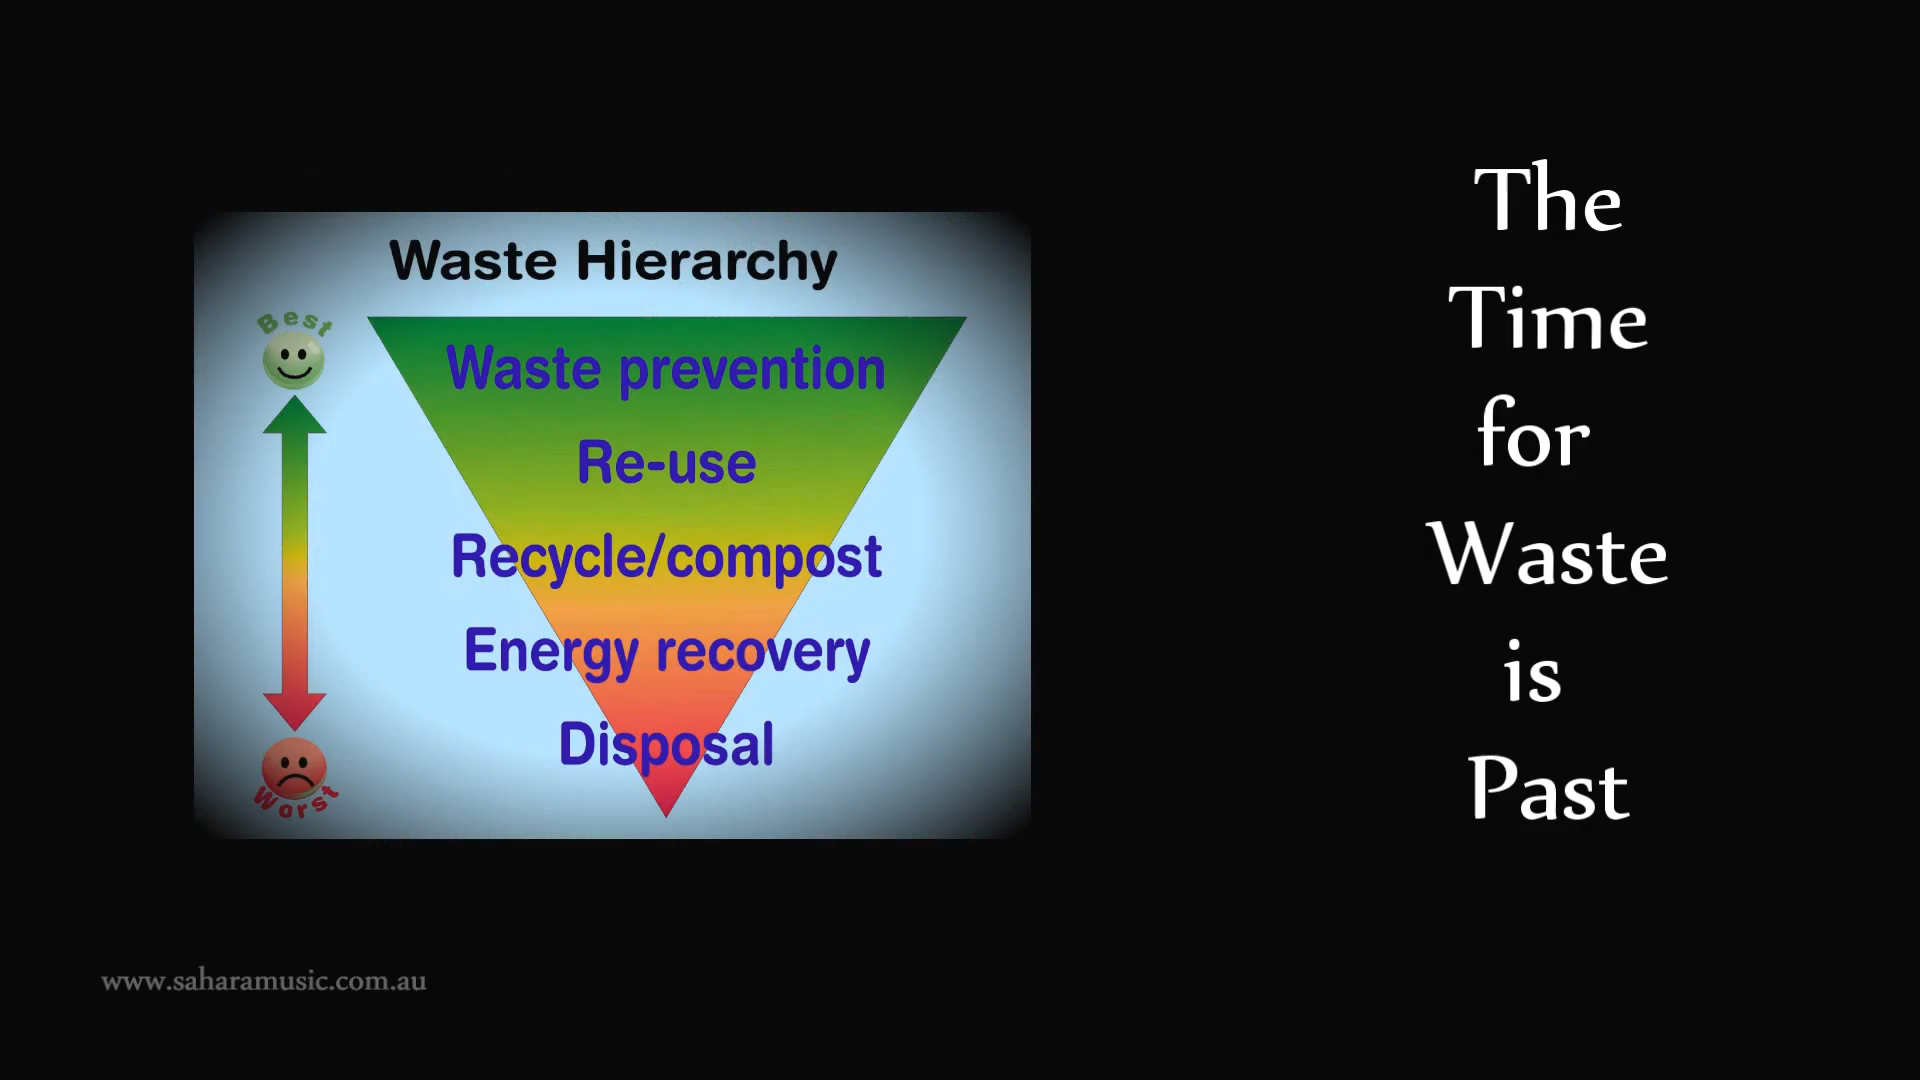 Waste Hierarchy
Best
Waste prevention
Re-use
Recycle/compost
Energy recovery
Disposal
Worst
The
Time
for
Waste
is
Past
www.saharamusic.com.au